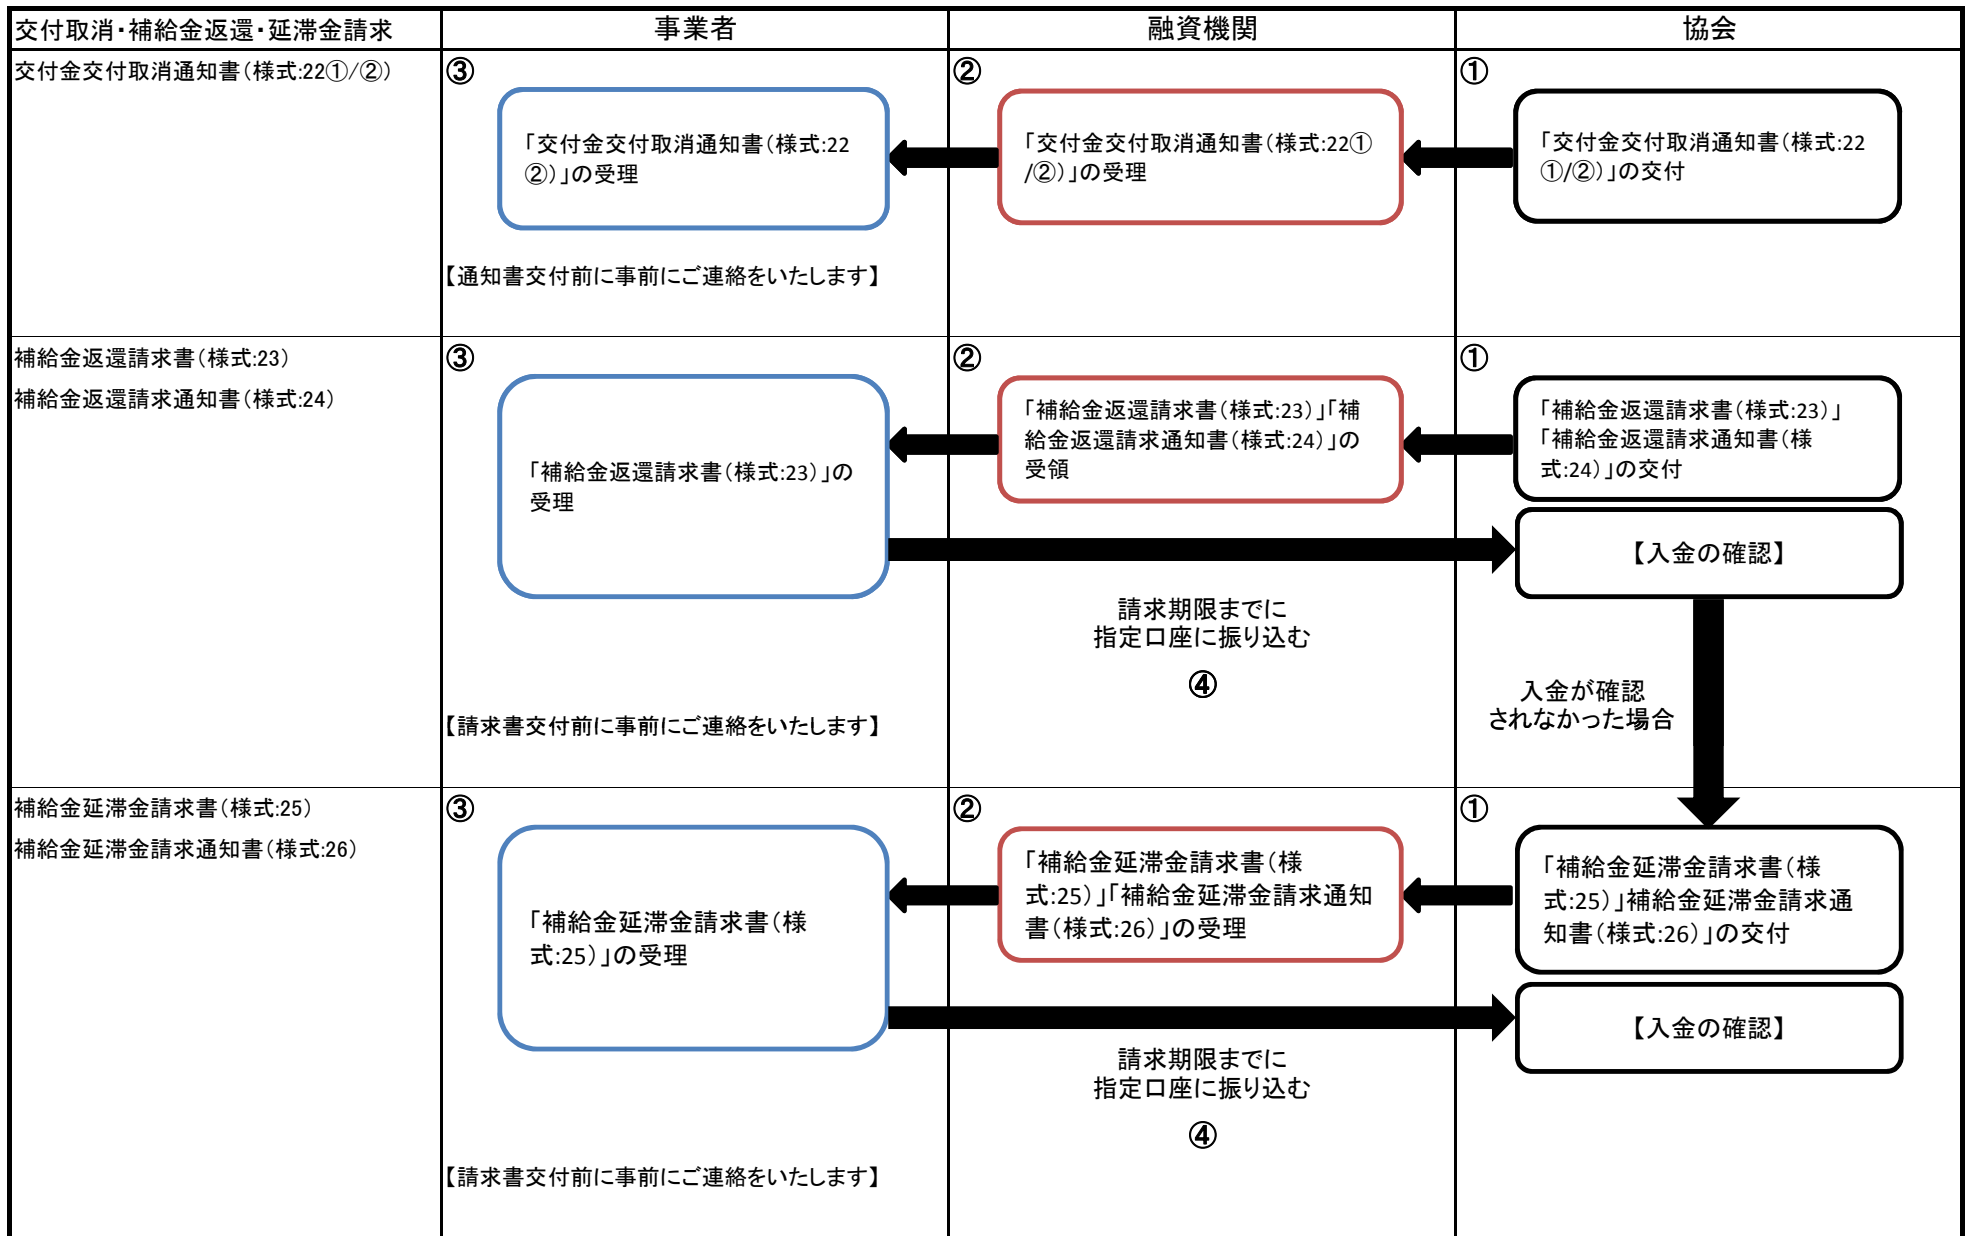 交付取消・補給金返還・延滞金請求
事業者
融資機関
協会
交付金交付取消通知書(様式:22①/②)
③
②
①
「交付金交付取消通知書(様式:22
②)」の受理
「交付金交付取消通知書(様式:22①
/②)」の受理
「交付金交付取消通知書(様式:22
①/②)」の交付
【通知書交付前に事前にご連絡をいたします】
補給金返還請求書(様式:23)
補給金返還請求通知書(様式:24)
③
②
①
「補給金返還請求書(様式:23)」の
受理
「補給金返還請求書(様式:23)」「補
給金返還請求通知書(様式:24)」の
受領
「補給金返還請求書(様式:23)」
「補給金返還請求通知書(様
式:24)」の交付
【入金の確認】
請求期限までに
指定口座に振り込む
④
入金が確認
されなかった場合
【請求書交付前に事前にご連絡をいたします】
補給金延滞金請求書(様式:25)
補給金延滞金請求通知書(様式:26)
③
②
①
「補給金延滞金請求書(様
式:25)」の受理
「補給金延滞金請求書(様
式:25)」「補給金延滞金請求通知
書(様式:26)」の受理
「補給金延滞金請求書(様
式:25)」補給金延滞金請求通
知書(様式:26)」の交付
【入金の確認】
請求期限までに
指定口座に振り込む
④
【請求書交付前に事前にご連絡をいたします】